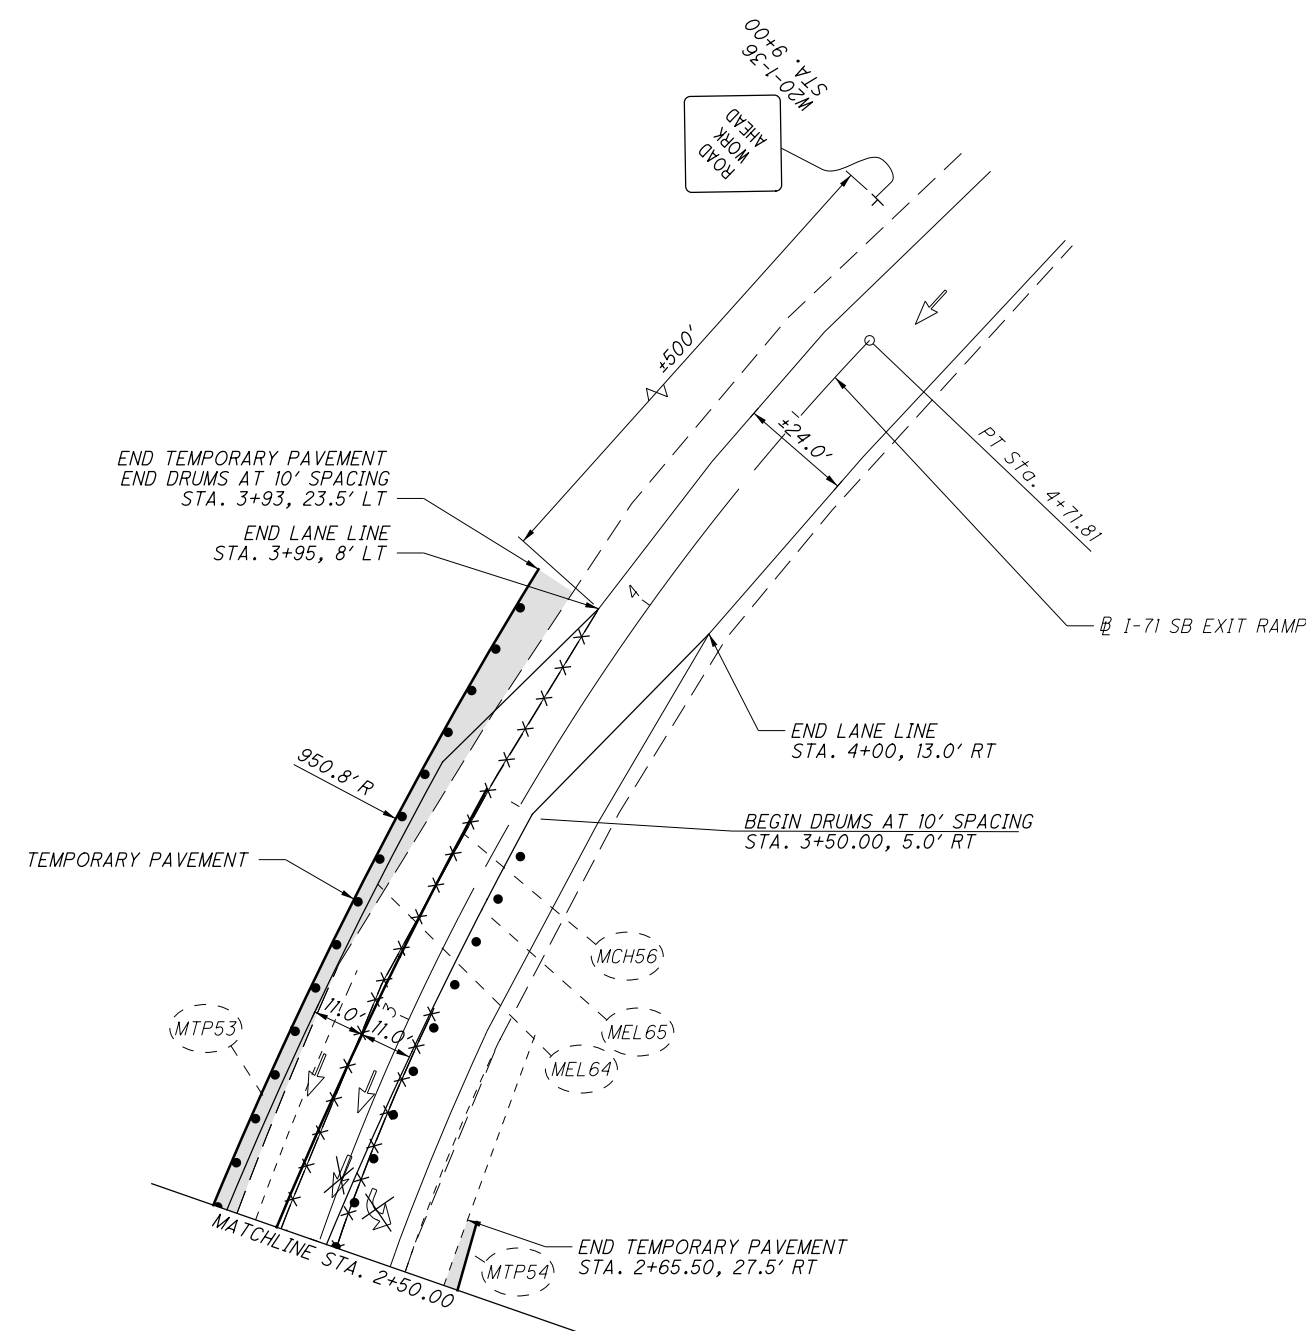 W20-1-36
STA. 9+00
ROAD
WORK
AHEAD
±500'
±24.0'
PT Sta. 4+71.81
END TEMPORARY PAVEMENT
END DRUMS AT 10' SPACING
STA. 3+93, 23.5' LT
END LANE LINE
STA. 3+95, 8' LT
4
I-71 SB EXIT RAMP
END LANE LINE
STA. 4+00, 13.0' RT
950.8' R
BEGIN DRUMS AT 10' SPACING
STA. 3+50.00, 5.0' RT
TEMPORARY PAVEMENT
MCH56
11.0'
11.0'
3
MTP53
MEL65
MEL64
MATCHLINE STA. 2+50.00
END TEMPORARY PAVEMENT
STA. 2+65.50, 27.5' RT
MTP54